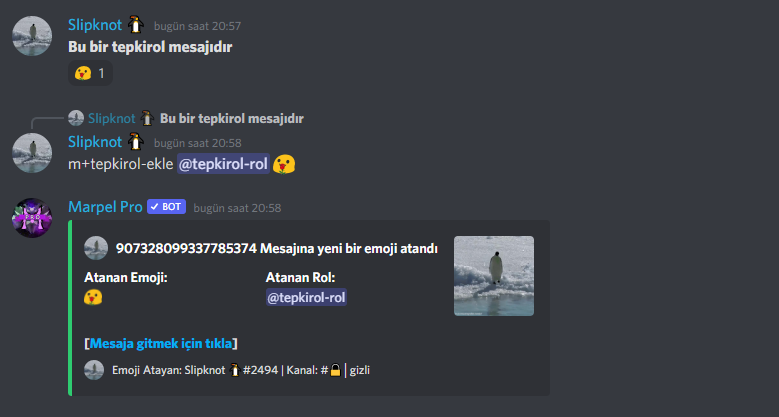 Slipknot 🐧 bugün saat 20:57
Bu bir tepkirol mesajıdır
1
Slipknot 🐧 Bu bir tepkirol mesajıdır
Slipknot 🐧 bugün saat 20:58
m+tepkirol-ekle @tepkirol-rol
Marpel Pro ✓ BOT bugün saat 20:58
907328099337785374 Mesajına yeni bir emoji atandı
Atanan Emoji: Atanan Rol:
@tepkirol-rol
[Mesaja gitmek için tıkla]
Emoji Atayan: Slipknot 🐧#2494 | Kanal: #🔒│gizli